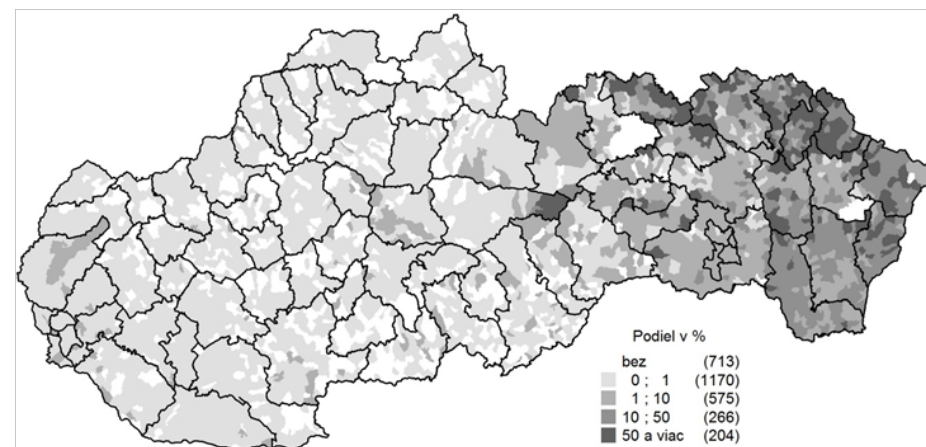 Podiel v %
bez (713)
0 ; 1 (1170)
1 ; 10 (575)
10 ; 50 (266)
50 a viac (204)